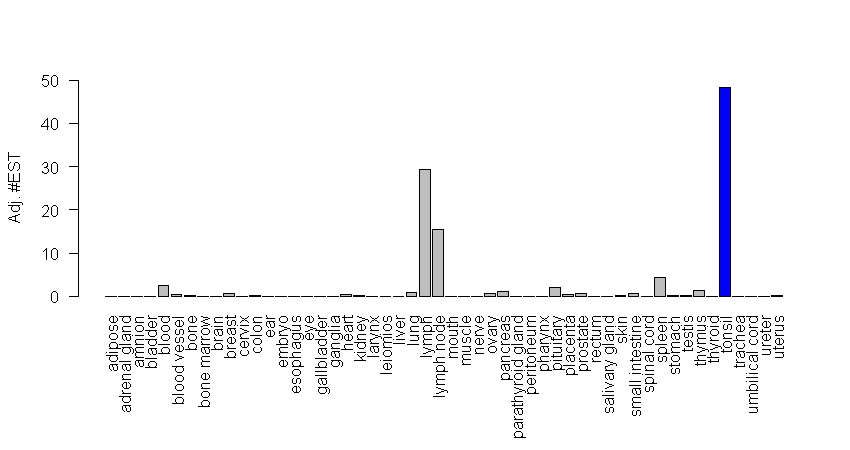 Adj. #EST
50
40
30
20
10
0
adipose
adrenal gland
amnion
bladder
blood
blood vessel
bone
bone marrow
brain
breast
cervix
colon
ear
embryo
esophagus
eye
gallbladder
ganglia
heart
kidney
larynx
leiomios
liver
lung
lymph
lymph node
mouth
muscle
nerve
ovary
pancreas
parathyroid gland
peritoneum
pharynx
pituitary
placenta
prostate
rectum
salivary gland
skin
small intestine
spinal cord
spleen
stomach
testis
thymus
thyroid
tonsil
trachea
umbilical cord
ureter
uterus